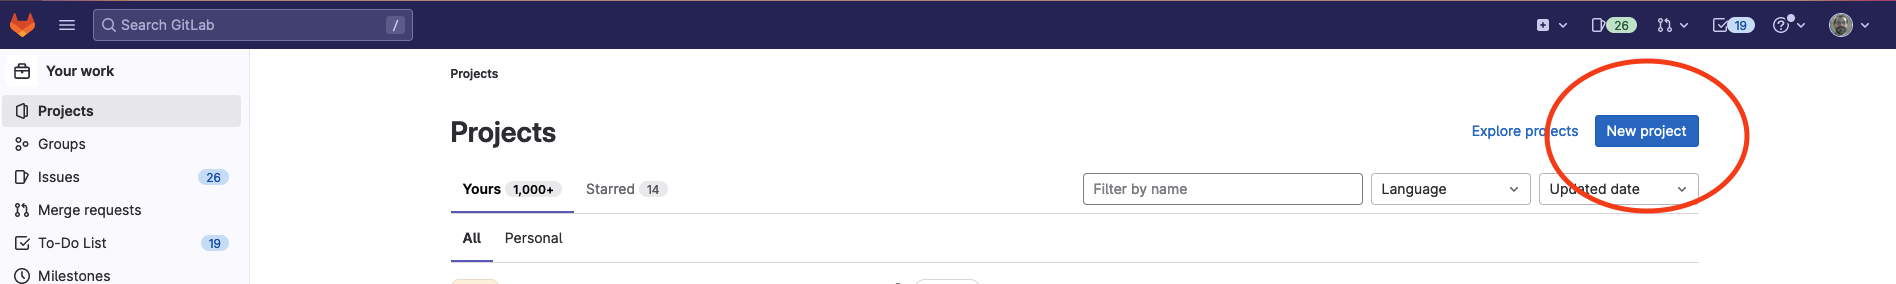 Search GitLab /
26
19
Your work
Projects
Groups
Issues 26
Merge requests
To-Do List 19
Milestones
Projects
Projects
Explore projects New project
Yours 1,000+ Starred 14
Filter by name Language Updated date
All Personal